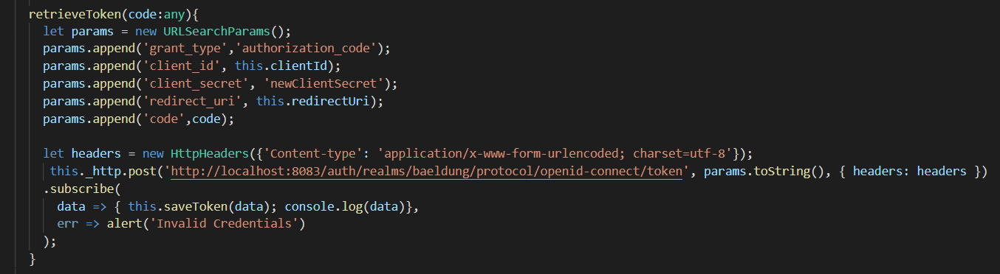 retrieveToken(code:any){
let params = new URLSearchParams();
params.append('grant_type','authorization_code');
params.append('client_id', this.clientId);
params.append('client_secret', 'newClientSecret');
params.append('redirect_uri', this.redirectUri);
params.append('code',code);
let headers = new HttpHeaders({'Content-type': 'application/x-www-form-urlencoded; charset=utf-8'});
this._http.post('http://localhost:8083/auth/realms/baeldung/protocol/openid-connect/token', params.toString(), { headers: headers })
.subscribe(
data => { this.saveToken(data); console.log(data)},
err => alert('Invalid Credentials')
);
}